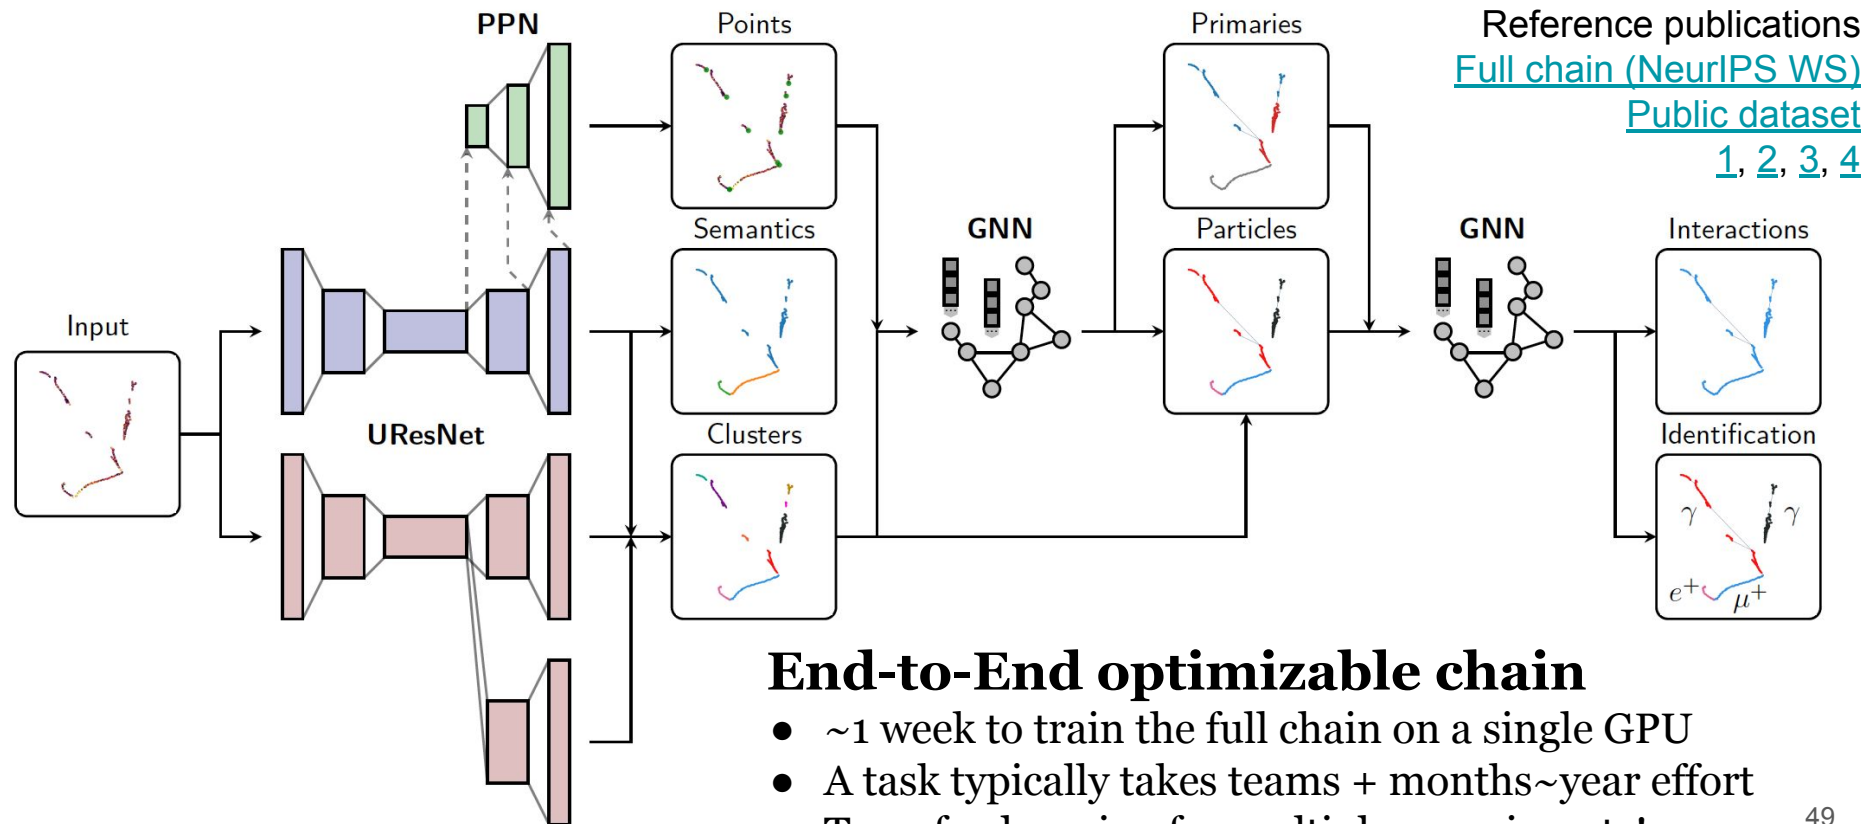 PPN
Points
Primaries
Reference publications
Full chain (NeurIPS WS)
Public dataset
1, 2, 3, 4
Semantics
GNN
Particles
GNN
Interactions
Input
URes​Net
Clusters
Identification
γ
γ
e+
μ+
End-to-End optimizable chain
● ~1 week to train the full chain on a single GPU
● A task typically takes teams + months~year effort
49